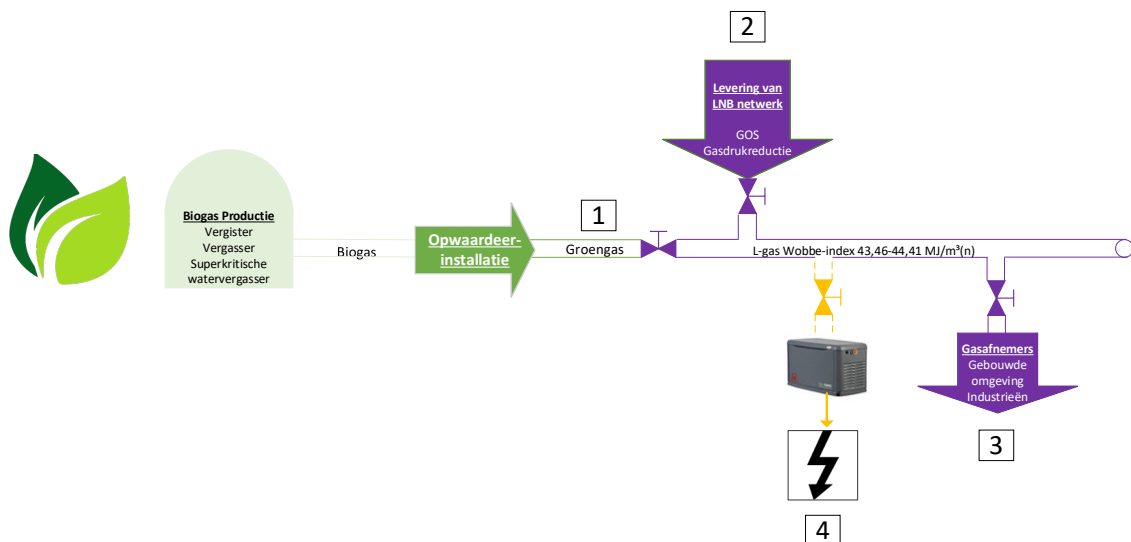 2
Levering van
LNB netwerk
GOS
Gasdrukreductie
Biogas Productie
Vergister
Vergasser
Superkritische
watervergasser
Biogas
Opwaardeer-
installatie
1
Groengas
L-gas Wobbe-index 43,46-44,41 MJ/m³(n)
Gasafnemers
Gebouwde
omgeving
Industrieën
3
4